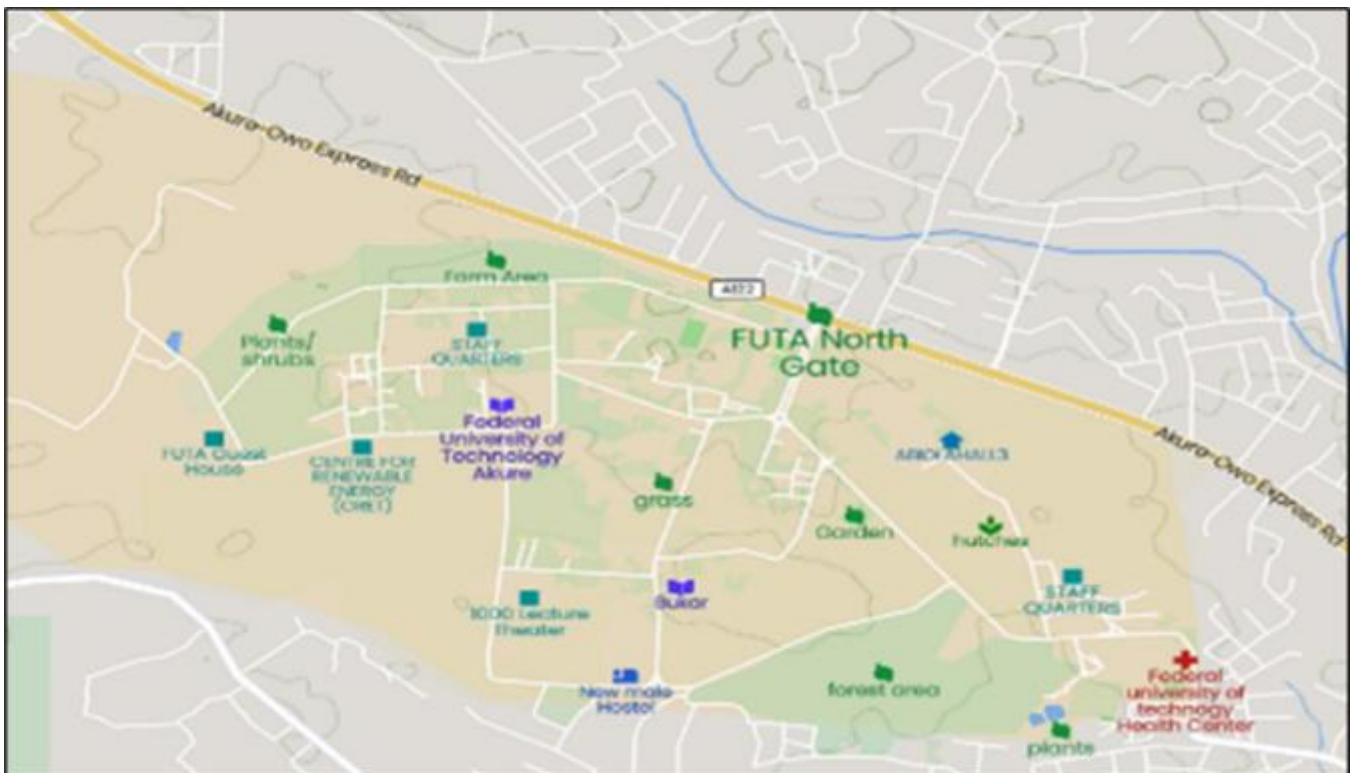 Akure-Owo Express Rd
Farm Area
A122
Plants/
shrubs
STAFF
QUARTERS
FUTA North
Gate
Federal
University of
Technology
Akure
FUTA Guest
House
CENTRE FOR
RENEWABLE
ENERGY
Akure-Owo Express Rd
grass
Garden
hutches
STAFF
QUARTERS
Bukar
1000 Lecture
Theater
New male
Hostel
forest area
Federal
university of
technogy
Health Center
plants